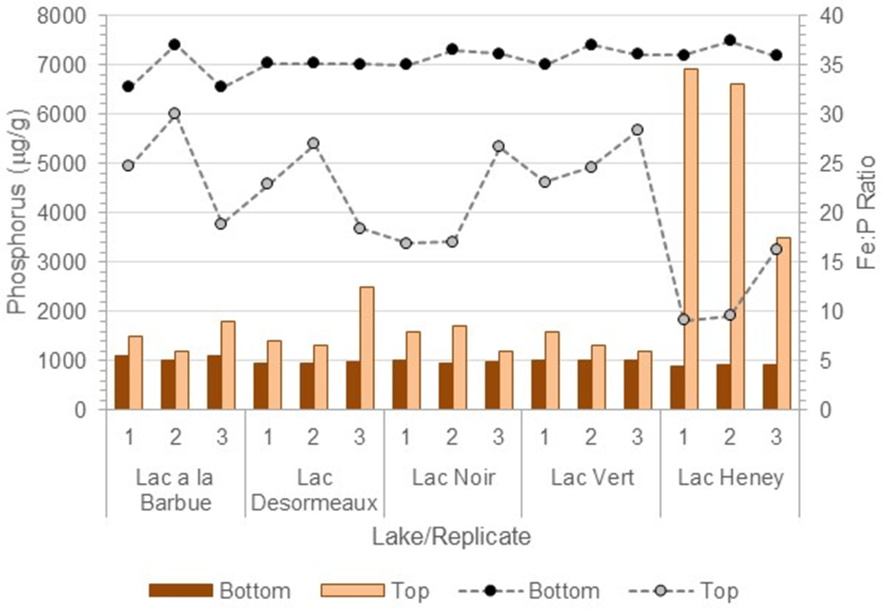 8000
7000
6000
5000
4000
3000
2000
1000
0
Phosphorus (µg/g)
40
35
30
25
20
15
10
5
0
Fe:P Ratio
1 2 3 1 2 3 1 2 3 1 2 3 1 2 3
Lac a la Barbue
Lac Desormeaux
Lac Noir
Lac Vert
Lac Heney
Lake/Replicate
Bottom Top Bottom Top